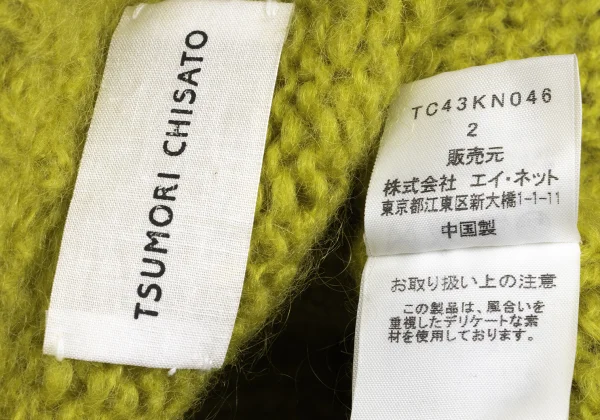 TSUMORI CHISATO
TC43KN046
2
販売元
株式会社 エイ・ネット
東京都江東区新大橋1-1-11
中国製
お取り扱い上の注意
この製品は、風合いを
重視したデリケートな素
材を使用しております。